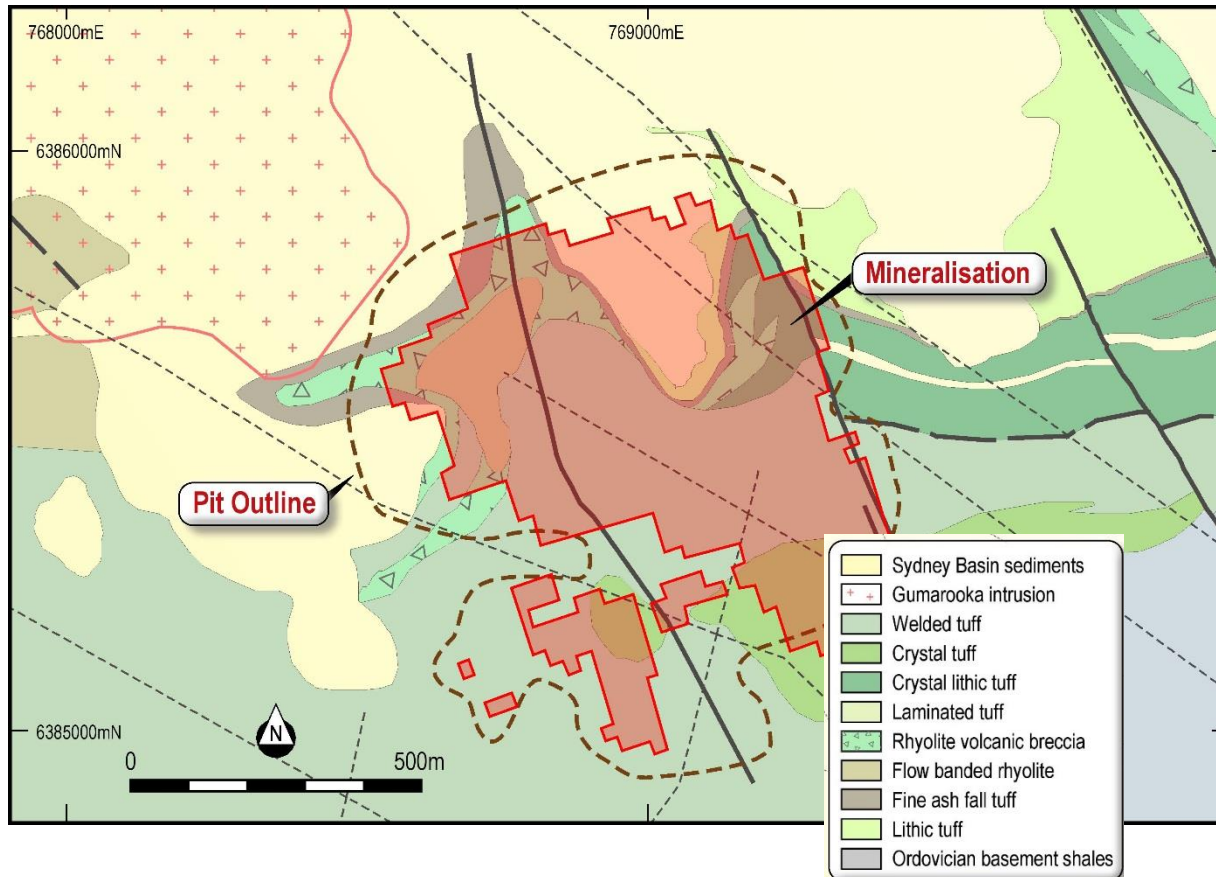 768000mE
769000mE
6386000mN
Mineralisation
Pit Outline
6385000mN
N
0
500m
Sydney Basin sediments
Gumarooka intrusion
Welded tuff
Crystal tuff
Crystal lithic tuff
Laminated tuff
Rhyolite volcanic breccia
Flow banded rhyolite
Fine ash fall tuff
Lithic tuff
Ordovician basement shales